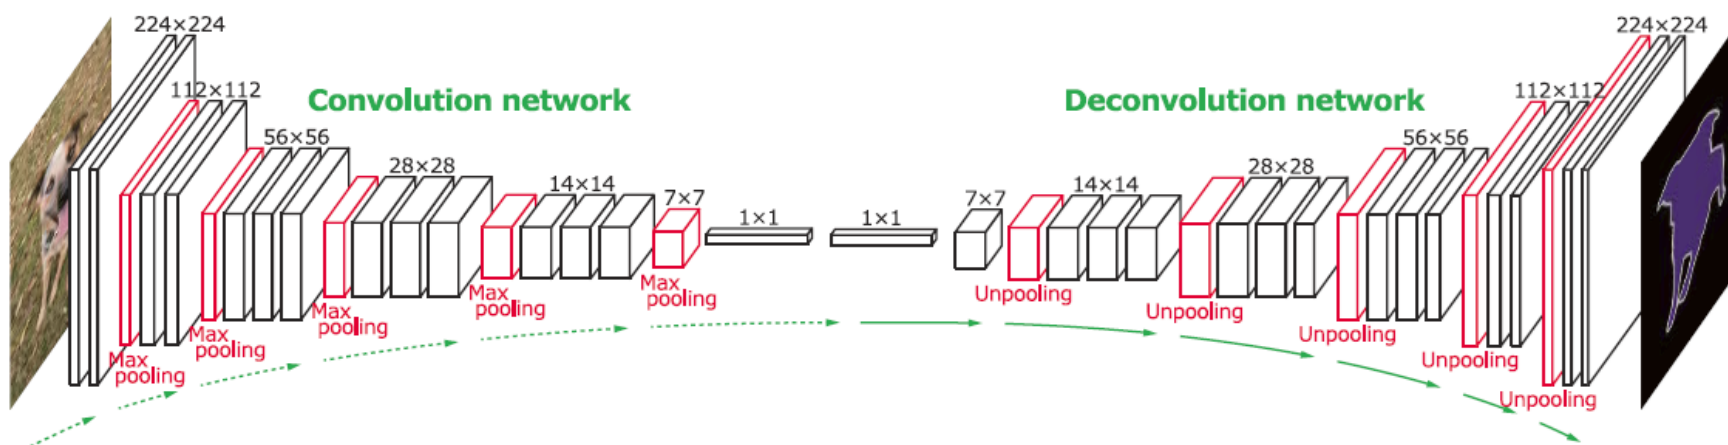 224×224
112×112
Convolution network
56×56
28×28
14×14
7×7
1×1
1×1
7×7
14×14
28×28
Deconvolution network
56×56
112×112
224×224
Max
pooling
Max
pooling
Max
pooling
Max
pooling
Max
pooling
Unpooling
Unpooling
Unpooling
Unpooling
Unpooling